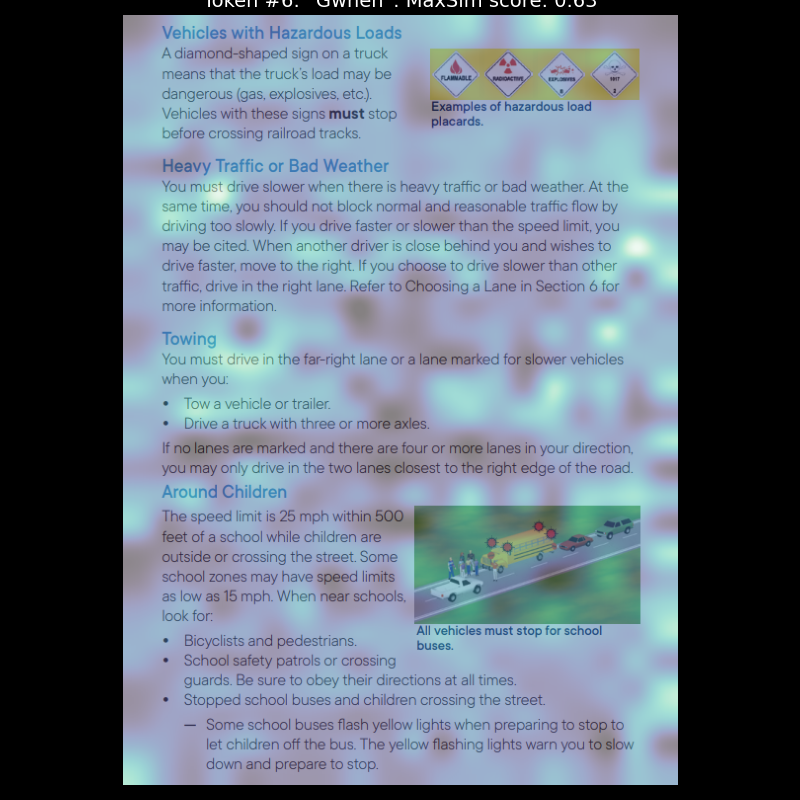 Token #6: "Gwhen". MaxSim score: 0.63
Vehicles with Hazardous Loads
A diamond-shaped sign on a truck
means that the truck's load may be
dangerous (gas, explosives, etc.).
Vehicles with these signs must stop
before crossing railroad tracks.
FLAMMABLE
RADIOACTIVE
EXPLOSIVES
1017
2
Examples of hazardous load
placards.
Heavy Traffic or Bad Weather
You must drive slower when there is heavy traffic or bad weather. At the
same time, you should not block normal and reasonable traffic flow by
driving too slowly. If you drive faster or slower than the speed limit, you
may be cited. When another driver is close behind you and wishes to
drive faster, move to the right. If you choose to drive slower than other
traffic, drive in the right lane. Refer to Choosing a Lane in Section 6 for
more information.
Towing
You must drive in the far-right lane or a lane marked for slower vehicles
when you:
• Tow a vehicle or trailer.
• Drive a truck with three or more axles.
If no lanes are marked and there are four or more lanes in your direction,
you may only drive in the two lanes closest to the right edge of the road.
Around Children
The speed limit is 25 mph within 500
feet of a school while children are
outside or crossing the street. Some
school zones may have speed limits
as low as 15 mph. When near schools,
look for:
All vehicles must stop for school
buses.
• Bicyclists and pedestrians.
• School safety patrols or crossing
guards. Be sure to obey their directions at all times.
• Stopped school buses and children crossing the street.
— Some school buses flash yellow lights when preparing to stop to
let children off the bus. The yellow flashing lights warn you to slow
down and prepare to stop.